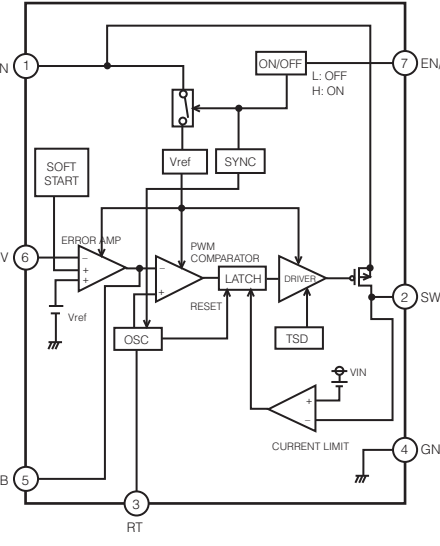 N
1
ON/OFF
7
EN/
L: OFF
H: ON
SOFT
START
Vref
SYNC
ERROR AMP
PWM
COMPARATOR
V
6
−
+
+
−
+
LATCH
DRIVER
2
SW
Vref
RESET
OSC
TSD
VIN
+
−
CURRENT LIMIT
4
GN
B
5
3
RT